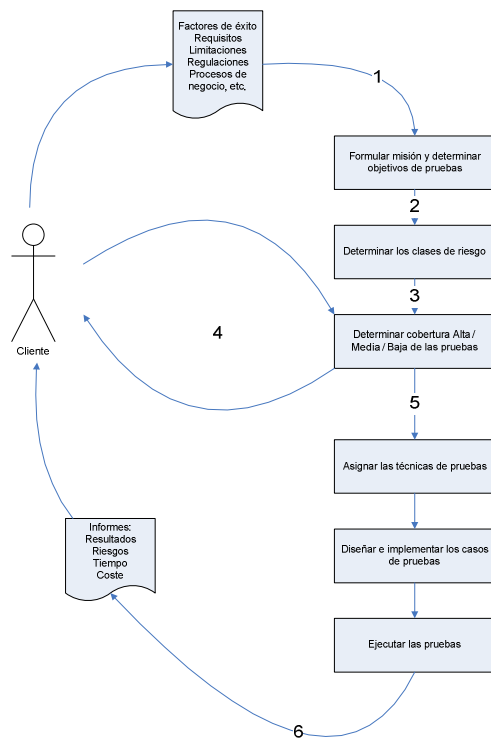 Factores de éxito
Requisitos
Limitaciones
Regulaciones
Procesos de
negocio, etc.
1
Formular misión y determinar
objetivos de pruebas
2
Determinar los clases de riesgo
3
Determinar cobertura Alta /
Media / Baja de las pruebas
4
Cliente
5
Asignar las técnicas de pruebas
Diseñar e implementar los casos
de pruebas
Informes:
Resultados
Riesgos
Tiempo
Coste
Ejecutar las pruebas
6